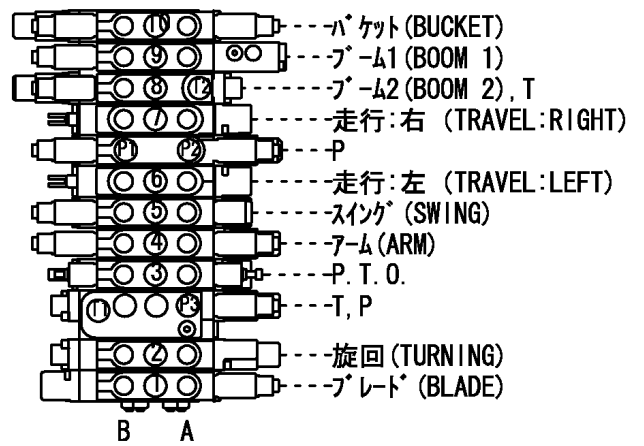 10 バケット(BUCKET)
9 ブーム1(BOOM 1)
8 T2 ブーム2(BOOM 2),T
7 走行:右 (TRAVEL:RIGHT)
P1 P2 P
6 走行:左 (TRAVEL:LEFT)
5 スイング(SWING)
4 アーム(ARM)
3 P.T.O.
T1 P3 T,P
2 旋回(TURNING)
1 ブレード(BLADE)
B A